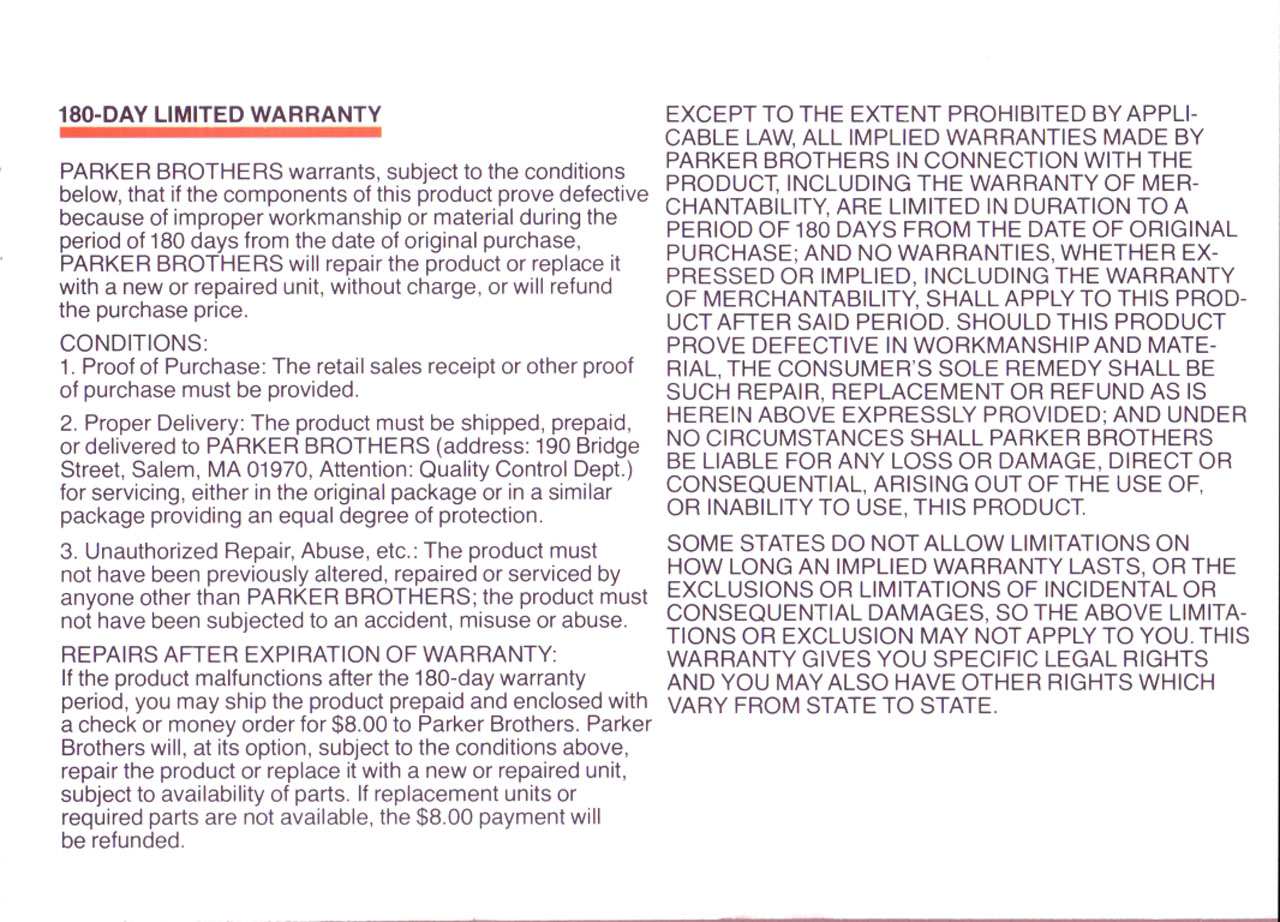 180-DAY LIMITED WARRANTY
PARKER BROTHERS warrants, subject to the conditions
below, that if the components of this product prove defective
because of improper workmanship or material during the
period of 180 days from the date of original purchase,
PARKER BROTHERS will repair the product or replace it
with a new or repaired unit, without charge, or will refund
the purchase price.
CONDITIONS:
1. Proof of Purchase: The retail sales receipt or other proof
of purchase must be provided.
2. Proper Delivery: The product must be shipped, prepaid,
or delivered to PARKER BROTHERS (address: 190 Bridge
Street, Salem, MA 01970, Attention: Quality Control Dept.)
for servicing, either in the original package or in a similar
package providing an equal degree of protection.
3. Unauthorized Repair, Abuse, etc.: The product must
not have been previously altered, repaired or serviced by
anyone other than PARKER BROTHERS; the product must
not have been subjected to an accident, misuse or abuse.
REPAIRS AFTER EXPIRATION OF WARRANTY:
If the product malfunctions after the 180-day warranty
period, you may ship the product prepaid and enclosed with
a check or money order for $8.00 to Parker Brothers. Parker
Brothers will, at its option, subject to the conditions above,
repair the product or replace it with a new or repaired unit,
subject to availability of parts. If replacement units or
required parts are not available, the $8.00 payment will
be refunded.
EXCEPT TO THE EXTENT PROHIBITED BY APPLI-
CABLE LAW, ALL IMPLIED WARRANTIES MADE BY
PARKER BROTHERS IN CONNECTION WITH THE
PRODUCT, INCLUDING THE WARRANTY OF MER-
CHANTABILITY, ARE LIMITED IN DURATION TO A
PERIOD OF 180 DAYS FROM THE DATE OF ORIGINAL
PURCHASE; AND NO WARRANTIES, WHETHER EX-
PRESSED OR IMPLIED, INCLUDING THE WARRANTY
OF MERCHANTABILITY, SHALL APPLY TO THIS PROD-
UCT AFTER SAID PERIOD. SHOULD THIS PRODUCT
PROVE DEFECTIVE IN WORKMANSHIP AND MATE-
RIAL, THE CONSUMER'S SOLE REMEDY SHALL BE
SUCH REPAIR, REPLACEMENT OR REFUND AS IS
HEREIN ABOVE EXPRESSLY PROVIDED; AND UNDER
NO CIRCUMSTANCES SHALL PARKER BROTHERS
BE LIABLE FOR ANY LOSS OR DAMAGE, DIRECT OR
CONSEQUENTIAL, ARISING OUT OF THE USE OF,
OR INABILITY TO USE, THIS PRODUCT.
SOME STATES DO NOT ALLOW LIMITATIONS ON
HOW LONG AN IMPLIED WARRANTY LASTS, OR THE
EXCLUSIONS OR LIMITATIONS OF INCIDENTAL OR
CONSEQUENTIAL DAMAGES, SO THE ABOVE LIMITA-
TIONS OR EXCLUSION MAY NOT APPLY TO YOU. THIS
WARRANTY GIVES YOU SPECIFIC LEGAL RIGHTS
AND YOU MAY ALSO HAVE OTHER RIGHTS WHICH
VARY FROM STATE TO STATE.